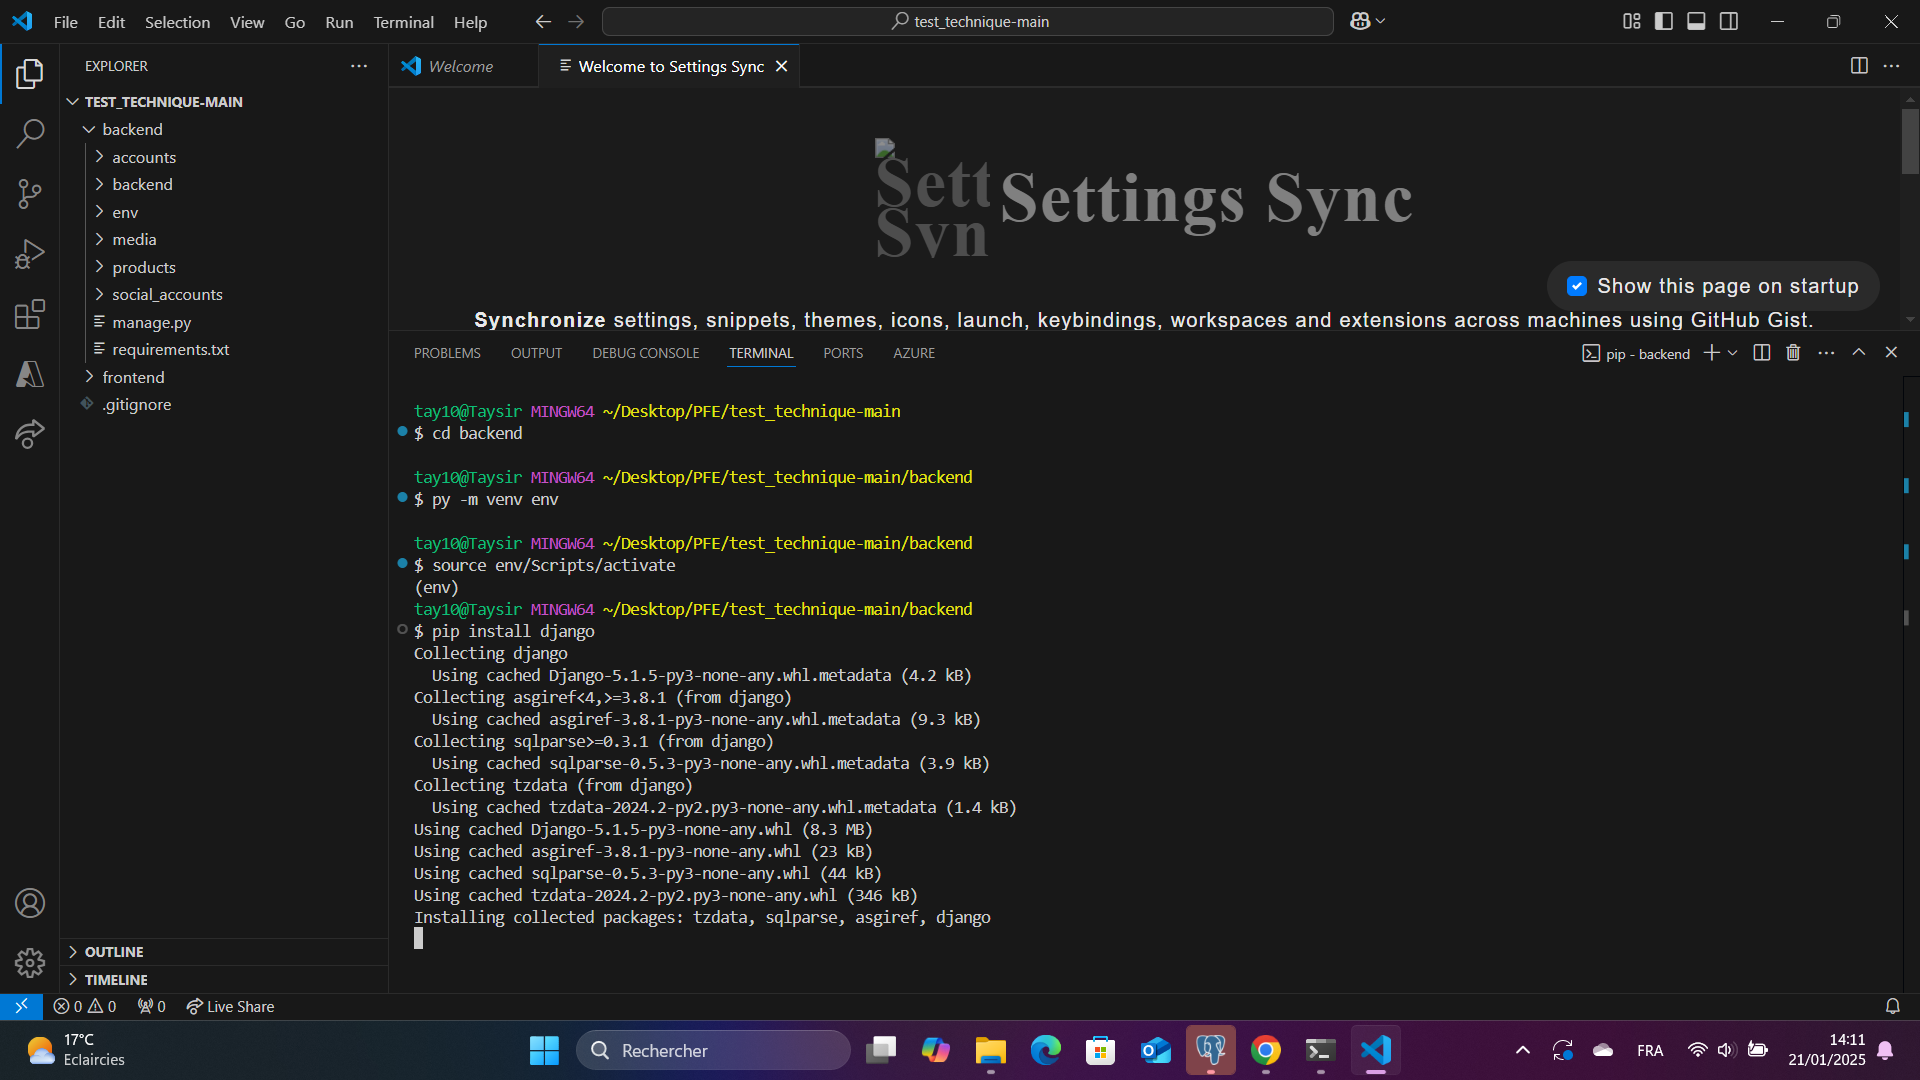 File Edit Selection View Go Run Terminal Help
test_technique-main
EXPLORER
TEST_TECHNIQUE-MAIN
backend
accounts
backend
env
media
products
social_accounts
manage.py
requirements.txt
frontend
.gitignore
OUTLINE
TIMELINE
Welcome
Welcome to Settings Sync
Sett
Syn
Settings Sync
Show this page on startup
Synchronize settings, snippets, themes, icons, launch, keybindings, workspaces and extensions across machines using GitHub Gist.
PROBLEMS OUTPUT DEBUG CONSOLE TERMINAL PORTS AZURE
pip - backend
tay10@Taysir MINGW64 ~/Desktop/PFE/test_technique-main
$ cd backend
tay10@Taysir MINGW64 ~/Desktop/PFE/test_technique-main/backend
$ py -m venv env
tay10@Taysir MINGW64 ~/Desktop/PFE/test_technique-main/backend
$ source env/Scripts/activate
(env)
tay10@Taysir MINGW64 ~/Desktop/PFE/test_technique-main/backend
$ pip install django
Collecting django
Using cached Django-5.1.5-py3-none-any.whl.metadata (4.2 kB)
Collecting asgiref<4,>=3.8.1 (from django)
Using cached asgiref-3.8.1-py3-none-any.whl.metadata (9.3 kB)
Collecting sqlparse>=0.3.1 (from django)
Using cached sqlparse-0.5.3-py3-none-any.whl.metadata (3.9 kB)
Collecting tzdata (from django)
Using cached tzdata-2024.2-py2.py3-none-any.whl.metadata (1.4 kB)
Using cached Django-5.1.5-py3-none-any.whl (8.3 MB)
Using cached asgiref-3.8.1-py3-none-any.whl (23 kB)
Using cached sqlparse-0.5.3-py3-none-any.whl (44 kB)
Using cached tzdata-2024.2-py2.py3-none-any.whl (346 kB)
Installing collected packages: tzdata, sqlparse, asgiref, django
0 0 0 Live Share
17°C
Eclaircies
Rechercher
FRA
14:11
21/01/2025